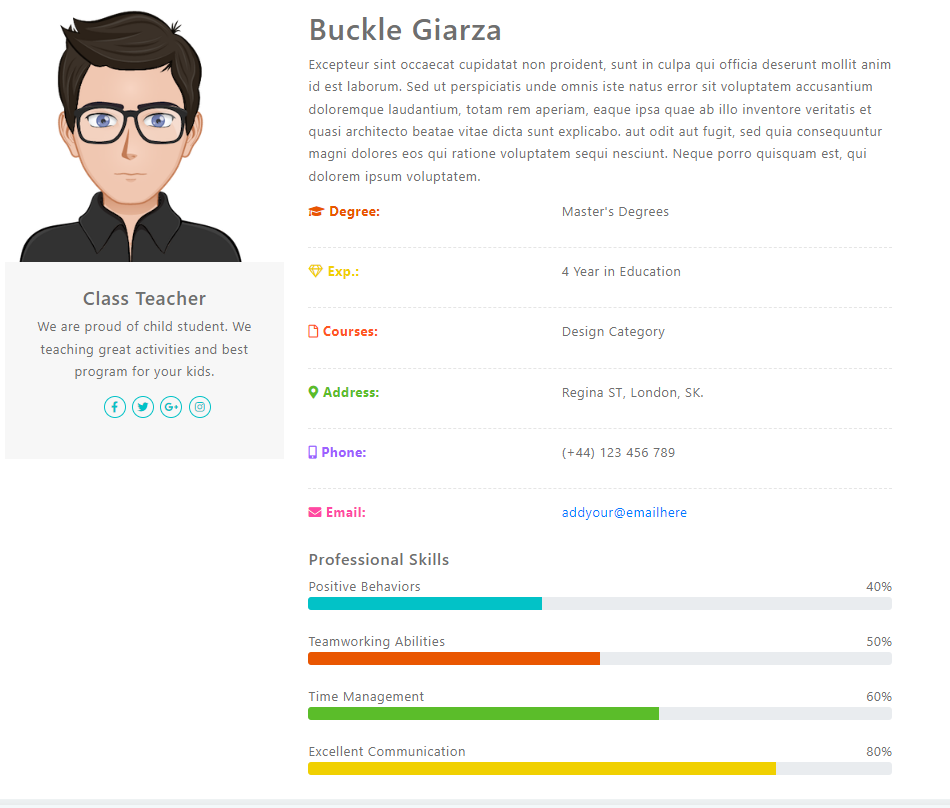 Buckle Giarza
Excepteur sint occaecat cupidatat non proident, sunt in culpa qui officia deserunt mollit anim
id est laborum. Sed ut perspiciatis unde omnis iste natus error sit voluptatem accusantium
doloremque laudantium, totam rem aperiam, eaque ipsa quae ab illo inventore veritatis et
quasi architecto beatae vitae dicta sunt explicabo. aut odit aut fugit, sed quia consequuntur
magni dolores eos qui ratione voluptatem sequi nesciunt. Neque porro quisquam est, qui
dolorem ipsum voluptatem.
Degree: Master's Degrees
Exp.: 4 Year in Education
Courses: Design Category
Address: Regina ST, London, SK.
Phone: (+44) 123 456 789
Email: addyour@emailhere
Class Teacher
We are proud of child student. We
teaching great activities and best
program for your kids.
Professional Skills
Positive Behaviors 40%
Teamworking Abilities 50%
Time Management 60%
Excellent Communication 80%